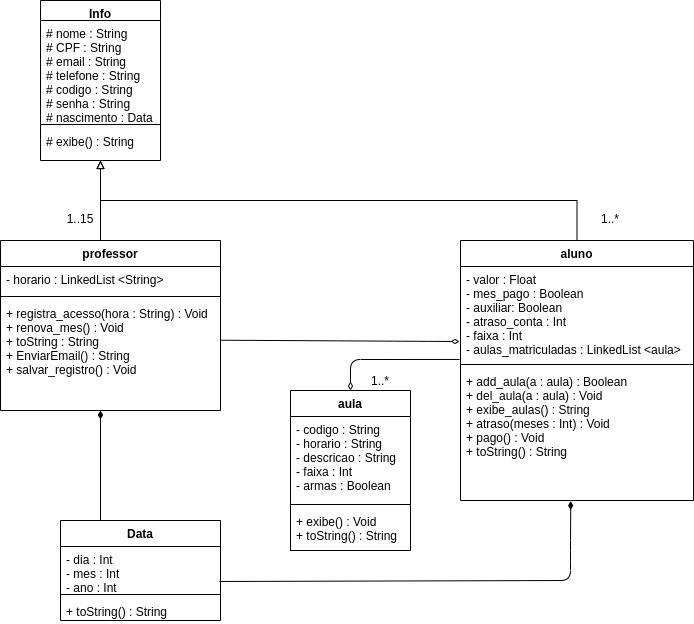 Info
# nome : String
# CPF : String
# email : String
# telefone : String
# codigo : String
# senha : String
# nascimento : Data
# exibe() : String
1..15
1..*
professor
- horario : LinkedList <String>
+ registra_acesso(hora : String) : Void
+ renova_mes() : Void
+ toString : String
+ EnviarEmail() : String
+ salvar_registro() : Void
aluno
- valor : Float
- mes_pago : Boolean
- auxiliar: Boolean
- atraso_conta : Int
- faixa : Int
- aulas_matriculadas : LinkedList <aula>
+ add_aula(a : aula) : Boolean
+ del_aula(a : aula) : Void
+ exibe_aulas() : String
+ atraso(meses : Int) : Void
+ pago() : Void
+ toString() : String
1..*
aula
- codigo : String
- horario : String
- descricao : String
- faixa : Int
- armas : Boolean
+ exibe() : Void
+ toString() : String
Data
- dia : Int
- mes : Int
- ano : Int
+ toString() : String